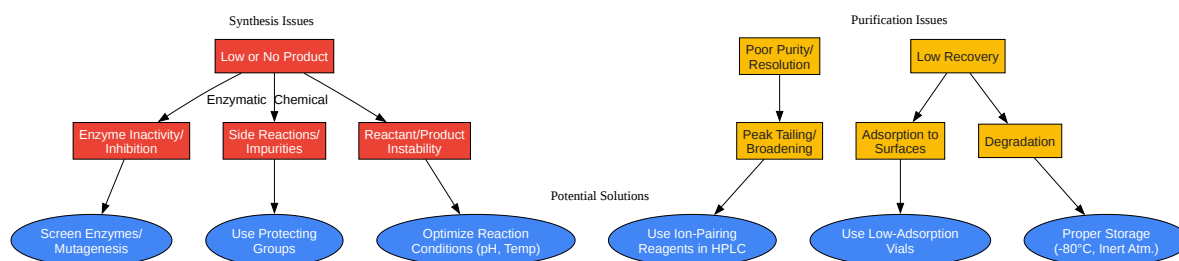 Synthesis Issues
Purification Issues
Low or No Product
Poor Purity/
Resolution
Low Recovery
Enzymatic
Chemical
Enzyme Inactivity/
Inhibition
Side Reactions/
Impurities
Reactant/Product
Instability
Peak Tailing/
Broadening
Adsorption to
Surfaces
Degradation
Potential Solutions
Screen Enzymes/
Mutagenesis
Use Protecting
Groups
Optimize Reaction
Conditions (pH, Temp)
Use Ion-Pairing
Reagents in HPLC
Use Low-Adsorption
Vials
Proper Storage
(-80°C, Inert Atm.)